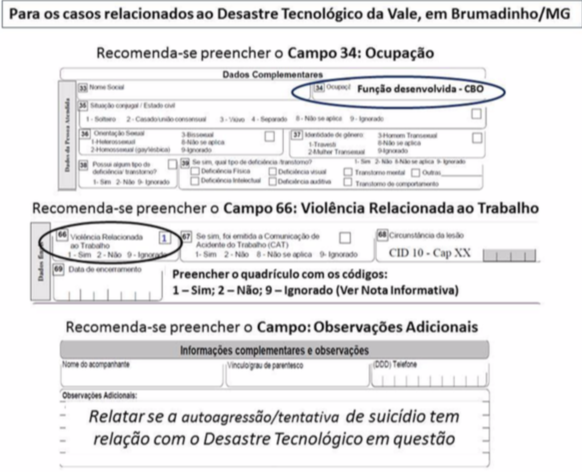 Para os casos relacionados ao Desastre Tecnológico da Vale, em Brumadinho/MG
Recomenda-se preencher o Campo 34: Ocupação
Dados Complementares
33 Nome Social
34 Ocupaç Função desenvolvida - CBO
Dados da Pessoa Atendida
35 Situação conjugal / Estado civil
1 - Solteiro 2 - Casado/união consensual 3 - Viúvo 4 - Separado 8 - Não se aplica 9 - Ignorado
36 Orientação Sexual 3-Bissexual
1-Heterossexual 8-Não se aplica
2-Homossexual (gay/lésbica) 9-Ignorado
37 Identidade de gênero: 3-Homem Transexual
1-Travesti 8-Não se aplica
2-Mulher Transexual 9-Ignorado
38 Possui algum tipo de
deficiência/ transtorno?
1- Sim 2- Não 9- Ignorado
39 Se sim, qual tipo de deficiência /transtorno? 1- Sim 2- Não 8-Não se aplica 9- Ignorado
Deficiência Física Deficiência visual Transtorno mental Outras
Deficiência Intelectual Deficiência auditiva Transtorno de comportamento
Recomenda-se preencher o Campo 66: Violência Relacionada ao Trabalho
66 Violência Relacionada
ao Trabalho 1
1 - Sim 2 - Não 9 - Ignorado
67 Se sim, foi emitida a Comunicação de
Acidente do Trabalho (CAT)
1- Sim 2 - Não 8 - Não se aplica 9- Ignorado
68 Circunstância da lesão
CID 10 - Cap XX
69 Data de encerramento
Preencher o quadrículo com os códigos:
1 – Sim; 2 – Não; 9 – Ignorado (Ver Nota Informativa)
Recomenda-se preencher o Campo: Observações Adicionais
Informações complementares e observações
Nome do acompanhante Vínculo/grau de parentesco (DDD) Telefone
Observações Adicionais:
Relatar se a autoagressão/tentativa de suicídio tem
relação com o Desastre Tecnológico em questão